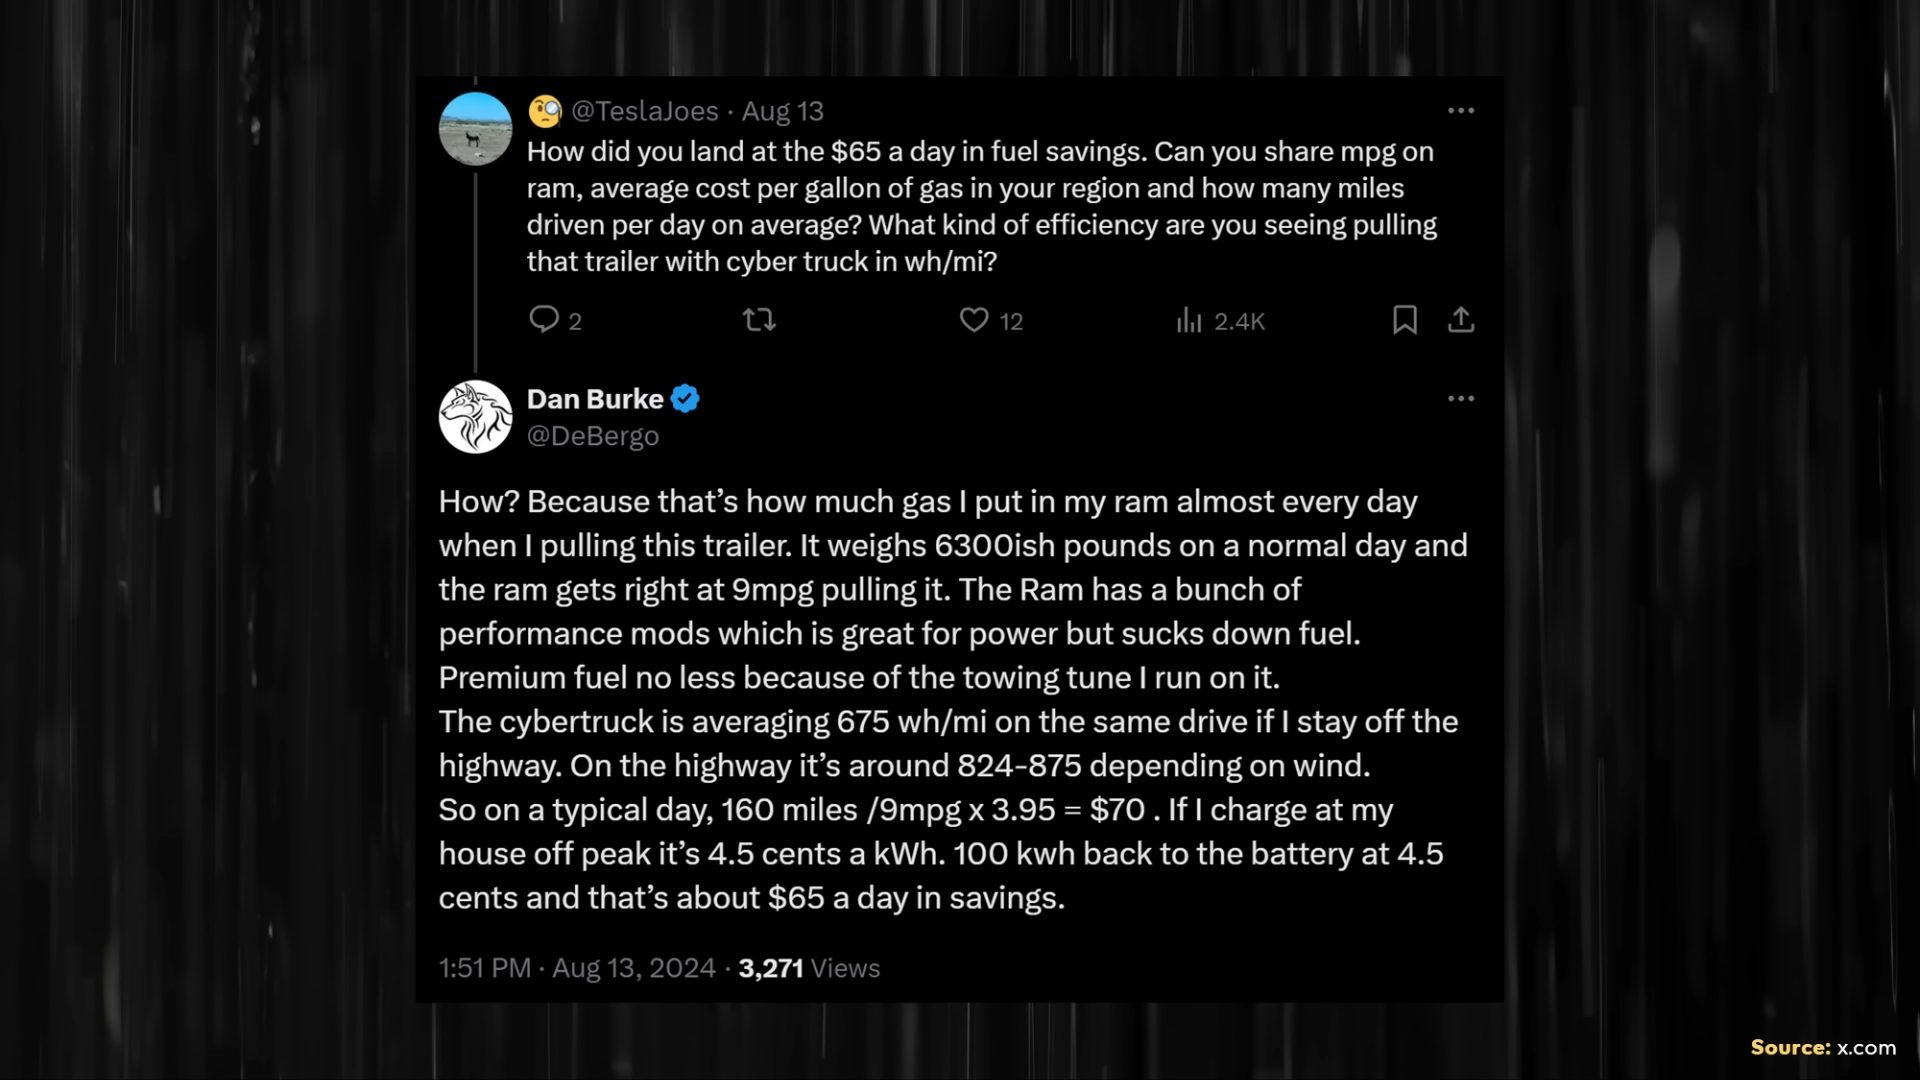 @TeslaJoes · Aug 13
How did you land at the $65 a day in fuel savings. Can you share mpg on
ram, average cost per gallon of gas in your region and how many miles
driven per day on average? What kind of efficiency are you seeing pulling
that trailer with cyber truck in wh/mi?
2 12 2.4K
Dan Burke
@DeBergo
How? Because that’s how much gas I put in my ram almost every day
when I pulling this trailer. It weighs 6300ish pounds on a normal day and
the ram gets right at 9mpg pulling it. The Ram has a bunch of
performance mods which is great for power but sucks down fuel.
Premium fuel no less because of the towing tune I run on it.
The cybertruck is averaging 675 wh/mi on the same drive if I stay off the
highway. On the highway it’s around 824-875 depending on wind.
So on a typical day, 160 miles /9mpg x 3.95 = $70 . If I charge at my
house off peak it’s 4.5 cents a kWh. 100 kwh back to the battery at 4.5
cents and that’s about $65 a day in savings.
1:51 PM · Aug 13, 2024 · 3,271 Views
Source: x.com